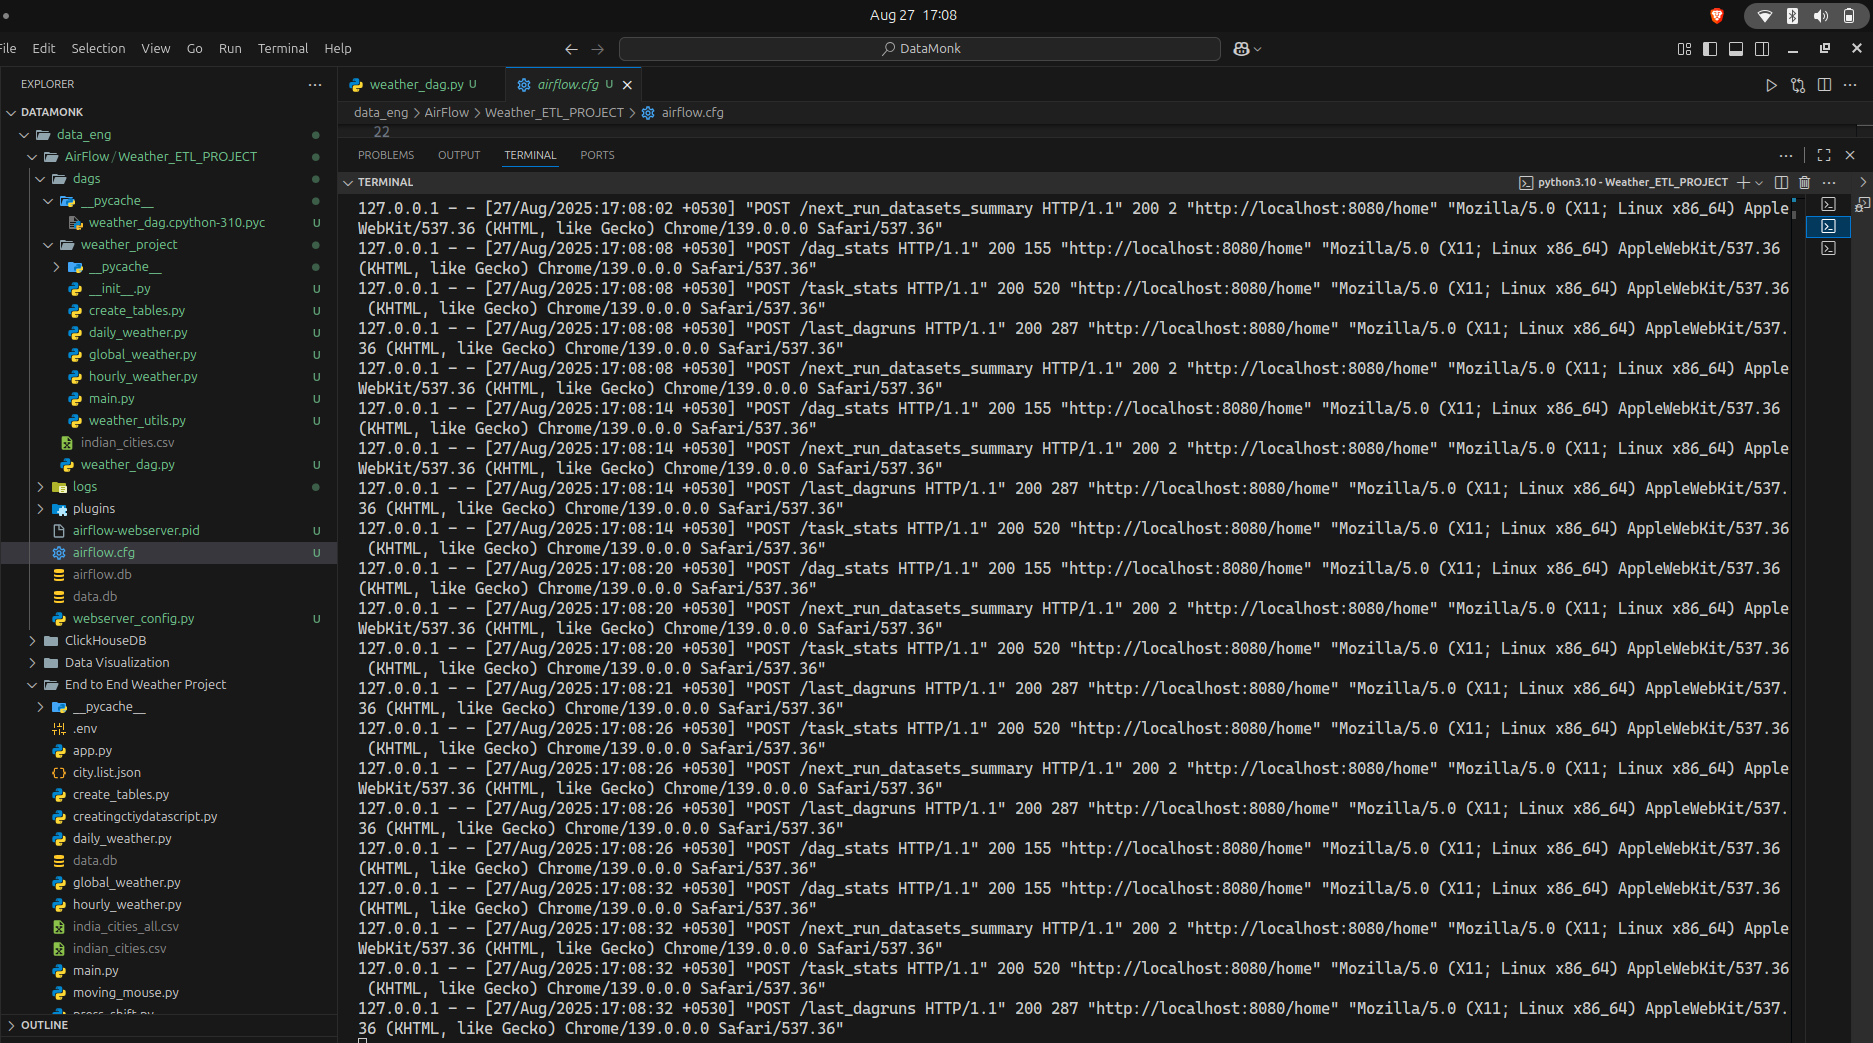 Aug 27 17:08
File Edit Selection View Go Run Terminal Help
DataMonk
EXPLORER
DATAMONK
data_eng
AirFlow / Weather_ETL_PROJECT
dags
__pycache__
weather_dag.cpython-310.pyc U
weather_project
__pycache__
__init__.py U
create_tables.py U
daily_weather.py U
global_weather.py U
hourly_weather.py U
main.py U
weather_utils.py U
indian_cities.csv
weather_dag.py U
logs
plugins
airflow-webserver.pid U
airflow.cfg U
airflow.db
data.db
webserver_config.py U
ClickHouseDB
Data Visualization
End to End Weather Project
__pycache__
.env
app.py
city.list.json
create_tables.py
creatingctiydatascript.py
daily_weather.py
data.db
global_weather.py
hourly_weather.py
india_cities_all.csv
indian_cities.csv
main.py
moving_mouse.py
press_shift.py
OUTLINE
weather_dag.py U airflow.cfg U
data_eng > AirFlow > Weather_ETL_PROJECT > airflow.cfg
22
PROBLEMS OUTPUT TERMINAL PORTS
TERMINAL
python3.10 - Weather_ETL_PROJECT
127.0.0.1 - - [27/Aug/2025:17:08:02 +0530] "POST /next_run_datasets_summary HTTP/1.1" 200 2 "http://localhost:8080/home" "Mozilla/5.0 (X11; Linux x86_64) Apple
WebKit/537.36 (KHTML, like Gecko) Chrome/139.0.0.0 Safari/537.36"
127.0.0.1 - - [27/Aug/2025:17:08:08 +0530] "POST /dag_stats HTTP/1.1" 200 155 "http://localhost:8080/home" "Mozilla/5.0 (X11; Linux x86_64) AppleWebKit/537.36
(KHTML, like Gecko) Chrome/139.0.0.0 Safari/537.36"
127.0.0.1 - - [27/Aug/2025:17:08:08 +0530] "POST /task_stats HTTP/1.1" 200 520 "http://localhost:8080/home" "Mozilla/5.0 (X11; Linux x86_64) AppleWebKit/537.36
(KHTML, like Gecko) Chrome/139.0.0.0 Safari/537.36"
127.0.0.1 - - [27/Aug/2025:17:08:08 +0530] "POST /last_dagruns HTTP/1.1" 200 287 "http://localhost:8080/home" "Mozilla/5.0 (X11; Linux x86_64) AppleWebKit/537.
36 (KHTML, like Gecko) Chrome/139.0.0.0 Safari/537.36"
127.0.0.1 - - [27/Aug/2025:17:08:08 +0530] "POST /next_run_datasets_summary HTTP/1.1" 200 2 "http://localhost:8080/home" "Mozilla/5.0 (X11; Linux x86_64) Apple
WebKit/537.36 (KHTML, like Gecko) Chrome/139.0.0.0 Safari/537.36"
127.0.0.1 - - [27/Aug/2025:17:08:14 +0530] "POST /dag_stats HTTP/1.1" 200 155 "http://localhost:8080/home" "Mozilla/5.0 (X11; Linux x86_64) AppleWebKit/537.36
(KHTML, like Gecko) Chrome/139.0.0.0 Safari/537.36"
127.0.0.1 - - [27/Aug/2025:17:08:14 +0530] "POST /next_run_datasets_summary HTTP/1.1" 200 2 "http://localhost:8080/home" "Mozilla/5.0 (X11; Linux x86_64) Apple
WebKit/537.36 (KHTML, like Gecko) Chrome/139.0.0.0 Safari/537.36"
127.0.0.1 - - [27/Aug/2025:17:08:14 +0530] "POST /last_dagruns HTTP/1.1" 200 287 "http://localhost:8080/home" "Mozilla/5.0 (X11; Linux x86_64) AppleWebKit/537.
36 (KHTML, like Gecko) Chrome/139.0.0.0 Safari/537.36"
127.0.0.1 - - [27/Aug/2025:17:08:14 +0530] "POST /task_stats HTTP/1.1" 200 520 "http://localhost:8080/home" "Mozilla/5.0 (X11; Linux x86_64) AppleWebKit/537.36
(KHTML, like Gecko) Chrome/139.0.0.0 Safari/537.36"
127.0.0.1 - - [27/Aug/2025:17:08:20 +0530] "POST /dag_stats HTTP/1.1" 200 155 "http://localhost:8080/home" "Mozilla/5.0 (X11; Linux x86_64) AppleWebKit/537.36
(KHTML, like Gecko) Chrome/139.0.0.0 Safari/537.36"
127.0.0.1 - - [27/Aug/2025:17:08:20 +0530] "POST /next_run_datasets_summary HTTP/1.1" 200 2 "http://localhost:8080/home" "Mozilla/5.0 (X11; Linux x86_64) Apple
WebKit/537.36 (KHTML, like Gecko) Chrome/139.0.0.0 Safari/537.36"
127.0.0.1 - - [27/Aug/2025:17:08:20 +0530] "POST /task_stats HTTP/1.1" 200 520 "http://localhost:8080/home" "Mozilla/5.0 (X11; Linux x86_64) AppleWebKit/537.36
(KHTML, like Gecko) Chrome/139.0.0.0 Safari/537.36"
127.0.0.1 - - [27/Aug/2025:17:08:21 +0530] "POST /last_dagruns HTTP/1.1" 200 287 "http://localhost:8080/home" "Mozilla/5.0 (X11; Linux x86_64) AppleWebKit/537.
36 (KHTML, like Gecko) Chrome/139.0.0.0 Safari/537.36"
127.0.0.1 - - [27/Aug/2025:17:08:26 +0530] "POST /task_stats HTTP/1.1" 200 520 "http://localhost:8080/home" "Mozilla/5.0 (X11; Linux x86_64) AppleWebKit/537.36
(KHTML, like Gecko) Chrome/139.0.0.0 Safari/537.36"
127.0.0.1 - - [27/Aug/2025:17:08:26 +0530] "POST /next_run_datasets_summary HTTP/1.1" 200 2 "http://localhost:8080/home" "Mozilla/5.0 (X11; Linux x86_64) Apple
WebKit/537.36 (KHTML, like Gecko) Chrome/139.0.0.0 Safari/537.36"
127.0.0.1 - - [27/Aug/2025:17:08:26 +0530] "POST /last_dagruns HTTP/1.1" 200 287 "http://localhost:8080/home" "Mozilla/5.0 (X11; Linux x86_64) AppleWebKit/537.
36 (KHTML, like Gecko) Chrome/139.0.0.0 Safari/537.36"
127.0.0.1 - - [27/Aug/2025:17:08:26 +0530] "POST /dag_stats HTTP/1.1" 200 155 "http://localhost:8080/home" "Mozilla/5.0 (X11; Linux x86_64) AppleWebKit/537.36
(KHTML, like Gecko) Chrome/139.0.0.0 Safari/537.36"
127.0.0.1 - - [27/Aug/2025:17:08:32 +0530] "POST /dag_stats HTTP/1.1" 200 155 "http://localhost:8080/home" "Mozilla/5.0 (X11; Linux x86_64) AppleWebKit/537.36
(KHTML, like Gecko) Chrome/139.0.0.0 Safari/537.36"
127.0.0.1 - - [27/Aug/2025:17:08:32 +0530] "POST /next_run_datasets_summary HTTP/1.1" 200 2 "http://localhost:8080/home" "Mozilla/5.0 (X11; Linux x86_64) Apple
WebKit/537.36 (KHTML, like Gecko) Chrome/139.0.0.0 Safari/537.36"
127.0.0.1 - - [27/Aug/2025:17:08:32 +0530] "POST /task_stats HTTP/1.1" 200 520 "http://localhost:8080/home" "Mozilla/5.0 (X11; Linux x86_64) AppleWebKit/537.36
(KHTML, like Gecko) Chrome/139.0.0.0 Safari/537.36"
127.0.0.1 - - [27/Aug/2025:17:08:32 +0530] "POST /last_dagruns HTTP/1.1" 200 287 "http://localhost:8080/home" "Mozilla/5.0 (X11; Linux x86_64) AppleWebKit/537.
36 (KHTML, like Gecko) Chrome/139.0.0.0 Safari/537.36"